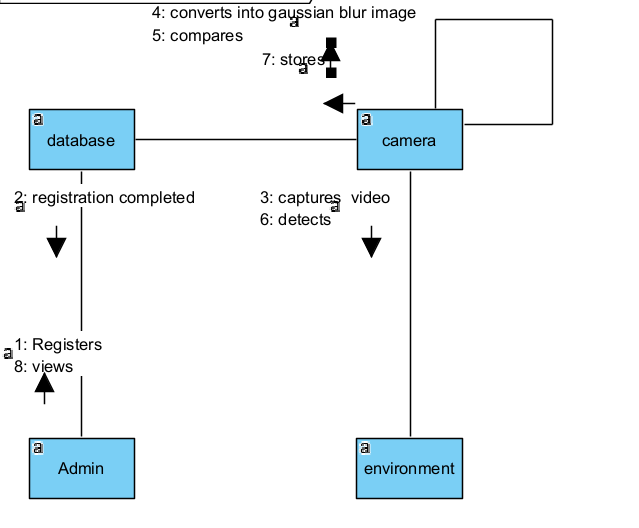 4: converts into gaussian blur image
5: compares
7: stores
a
a
a
database
a
camera
2: registration completed
a
3: captures video
a
6: detects
1: Registers
a
8: views
a
Admin
a
environment